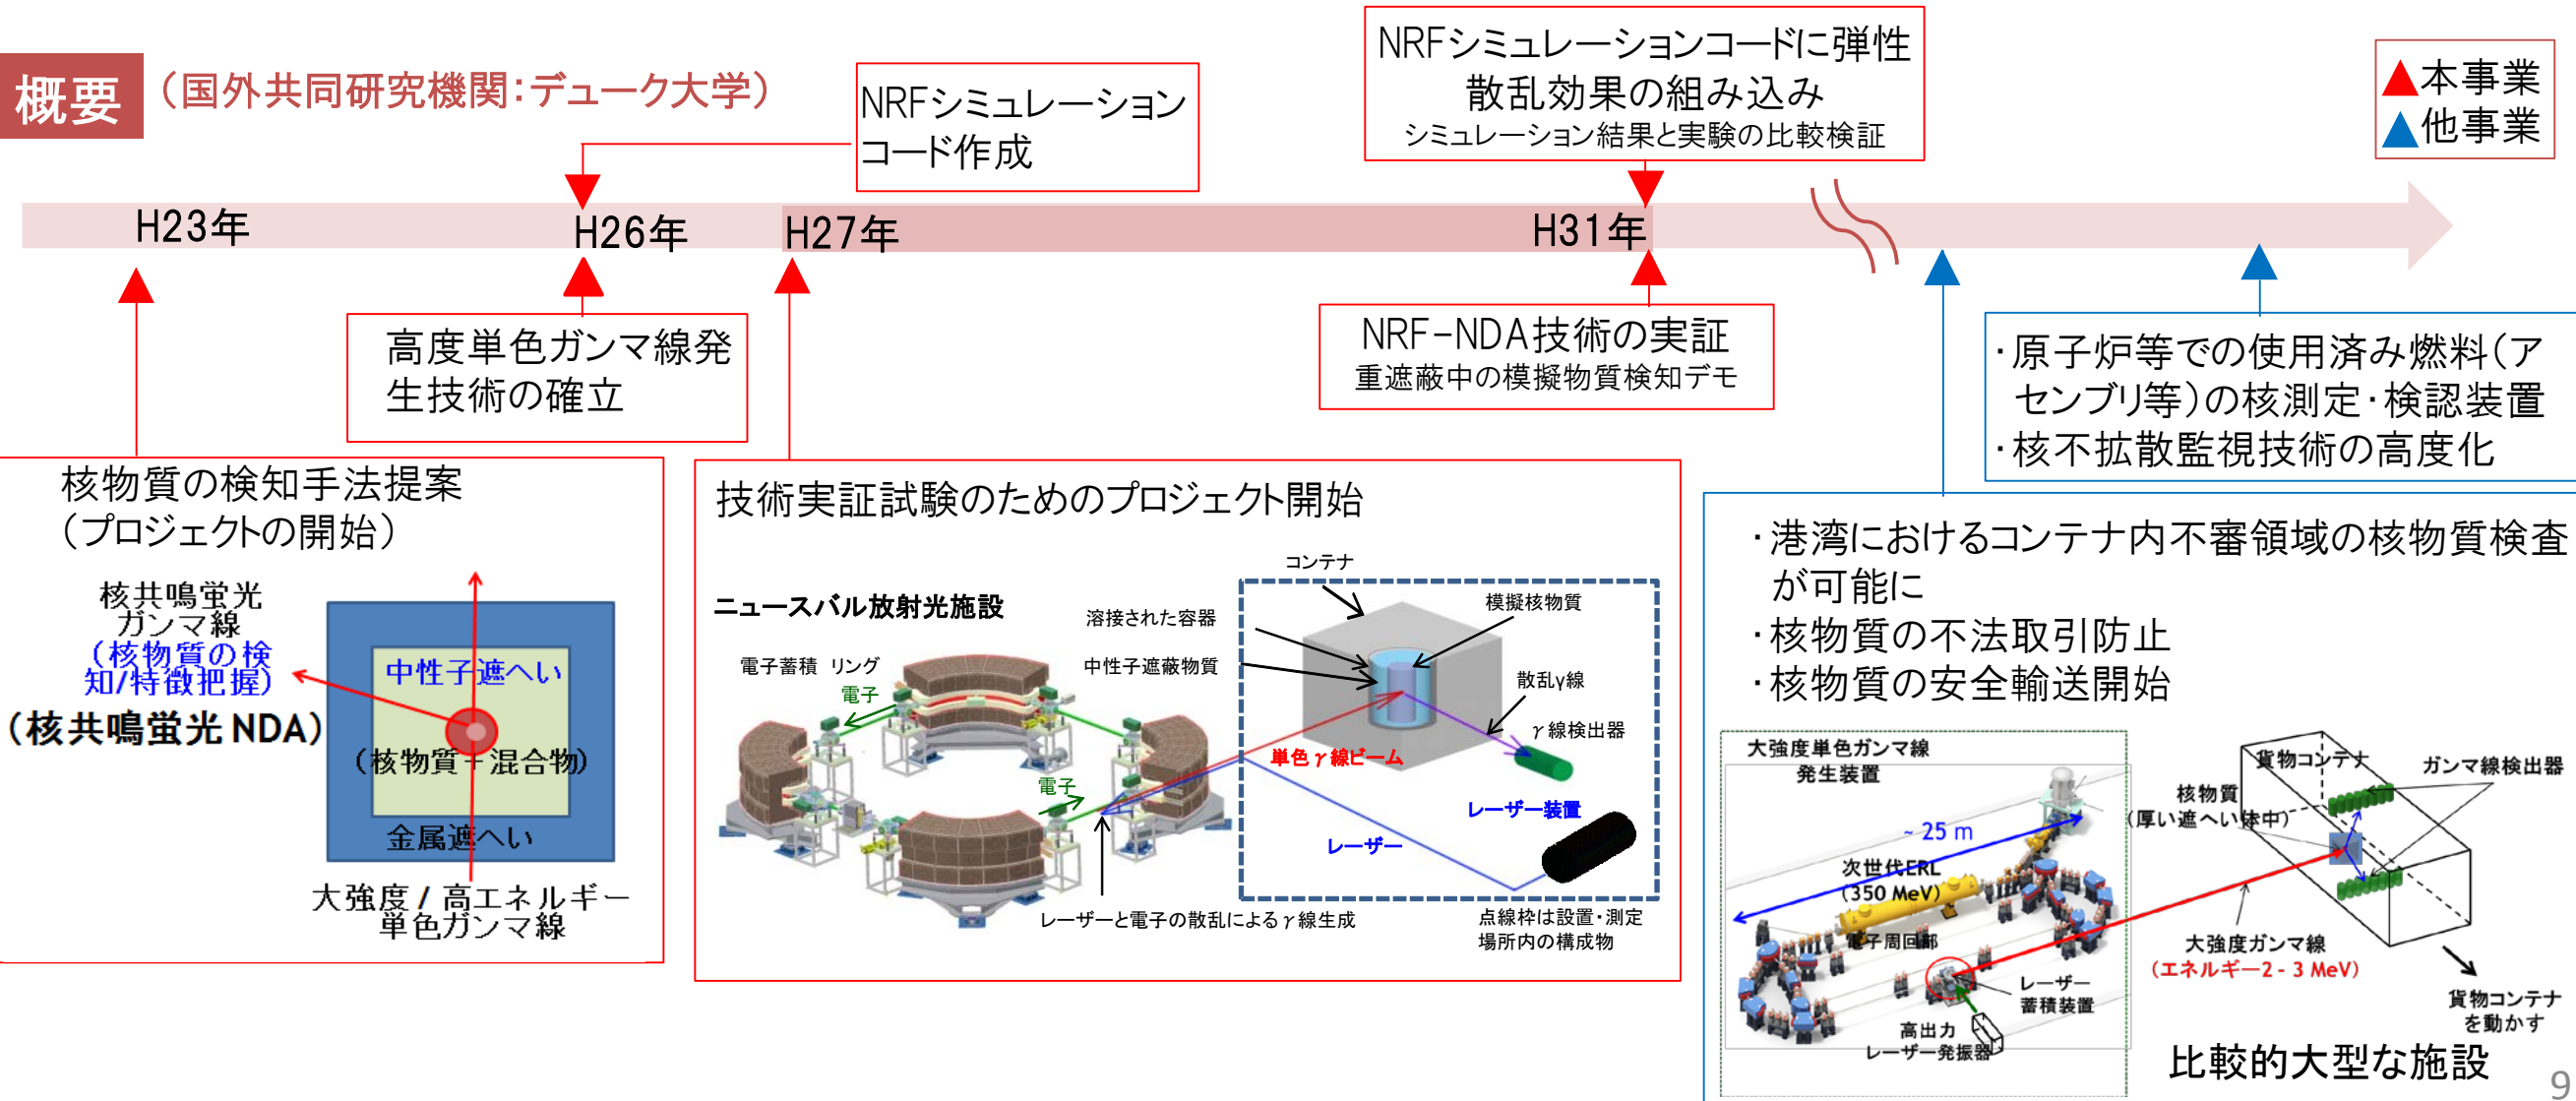 概要
（国外共同研究機関：デューク大学）
NRFシミュレーション
コード作成
NRFシミュレーションコードに弾性
散乱効果の組み込み
シミュレーション結果と実験の比較検証
▲本事業
▲他事業
H23年
H26年
H27年
H31年
高度単色ガンマ線発
生技術の確立
NRF-NDA技術の実証
重遮蔽中の模擬物質検知デモ
・原子炉等での使用済み燃料（ア
センブリ等）の核測定・検認装置
・核不拡散監視技術の高度化
核物質の検知手法提案
（プロジェクトの開始）
核共鳴蛍光
ガンマ線
（核物質の検
知/特徴把握）
（核共鳴蛍光 NDA）
中性子遮へい
（核物質＋混合物）
金属遮へい
大強度 / 高エネルギー
単色ガンマ線
技術実証試験のためのプロジェクト開始
ニュースバル放射光施設
電子蓄積 リング
電子
電子
コンテナ
溶接された容器
中性子遮蔽物質
模擬核物質
散乱γ線
γ線検出器
単色γ線ビーム
レーザー装置
レーザー
レーザーと電子の散乱によるγ線生成
点線枠は設置・測定
場所内の構成物
・港湾におけるコンテナ内不審領域の核物質検査
が可能に
・核物質の不法取引防止
・核物質の安全輸送開始
大強度単色ガンマ線
発生装置
~ 25 m
次世代ERL
(350 MeV)
電子周回部
レーザー
蓄積装置
高出力
レーザー発振器
貨物コンテナ
ガンマ線検出器
核物質
(厚い遮へい体中)
大強度ガンマ線
(エネルギー2 - 3 MeV)
貨物コンテナ
を動かす
比較的大型な施設
9